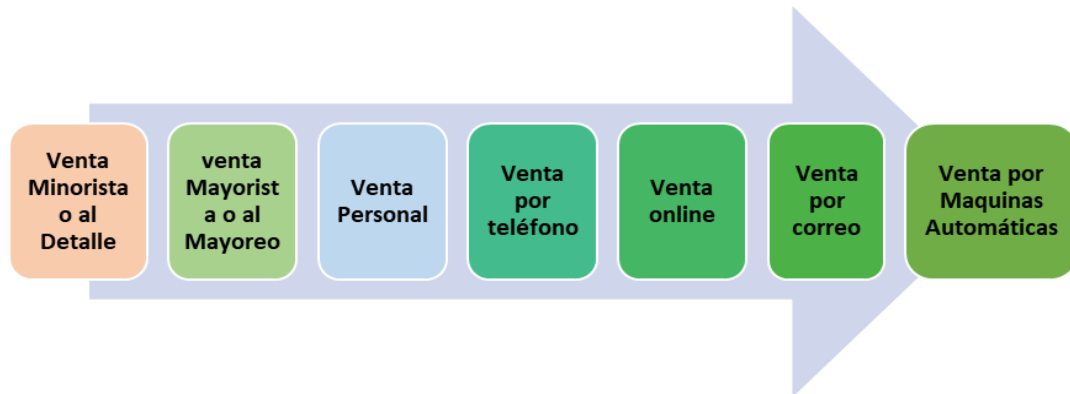 Venta
Minorista
o al
Detalle
venta
Mayorist
a o al
Mayoreo
Venta
Personal
Venta
por
teléfono
Venta
online
Venta
por
correo
Venta por
Maquinas
Automáticas